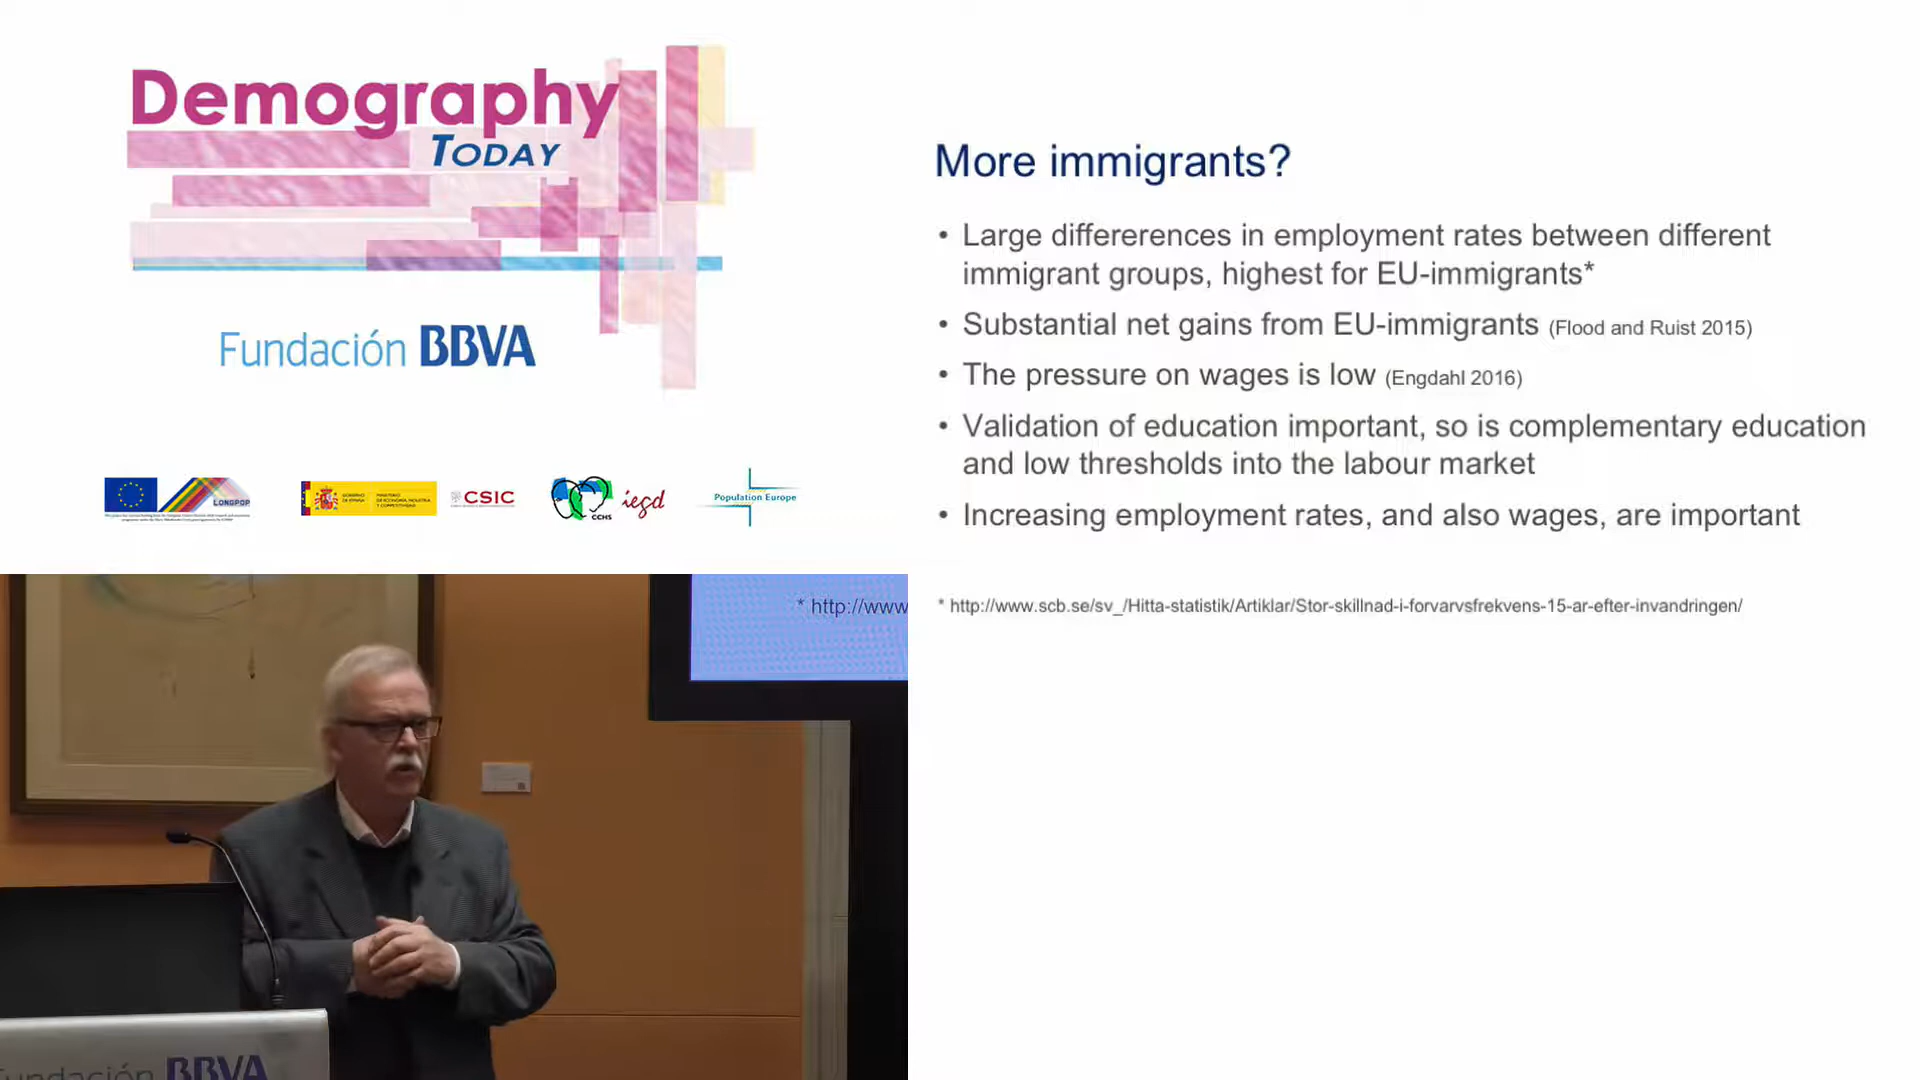 Demography
TODAY
Fundación BBVA
LONGPOP
CSIC
CCHS
iegd
Population Europe
More immigrants?
• Large differerences in employment rates between different
immigrant groups, highest for EU-immigrants*
• Substantial net gains from EU-immigrants (Flood and Ruist 2015)
• The pressure on wages is low (Engdahl 2016)
• Validation of education important, so is complementary education
and low thresholds into the labour market
• Increasing employment rates, and also wages, are important
* http://www.scb.se/sv_/Hitta-statistik/Artiklar/Stor-skillnad-i-forvarvsfrekvens-15-ar-efter-invandringen/
* http://www
Fundación BBVA